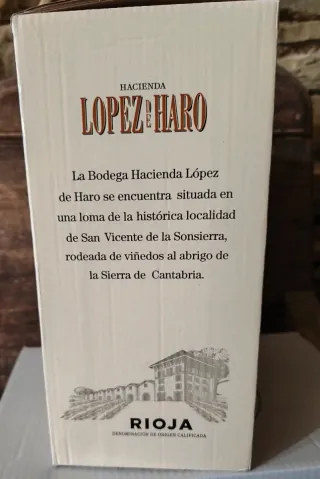 HACIENDA
LOPEZ DE HARO
La Bodega Hacienda López
de Haro se encuentra situada en
una loma de la histórica localidad
de San Vicente de la Sonsierra,
rodeada de viñedos al abrigo de
la Sierra de Cantabria.
RIOJA
DENOMINACIÓN DE ORIGEN CALIFICADA